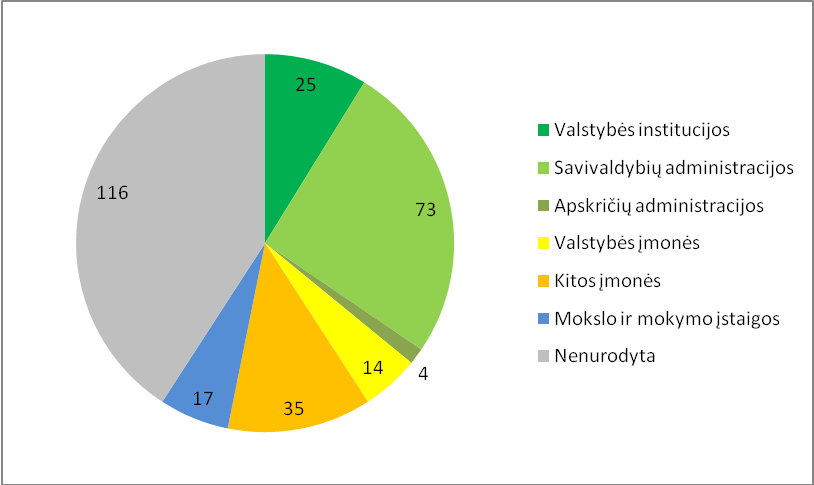 25
73
4
14
35
17
116
Valstybės institucijos
Savivaldybių administracijos
Apskričių administracijos
Valstybės įmonės
Kitos įmonės
Mokslo ir mokymo įstaigos
Nenurodyta